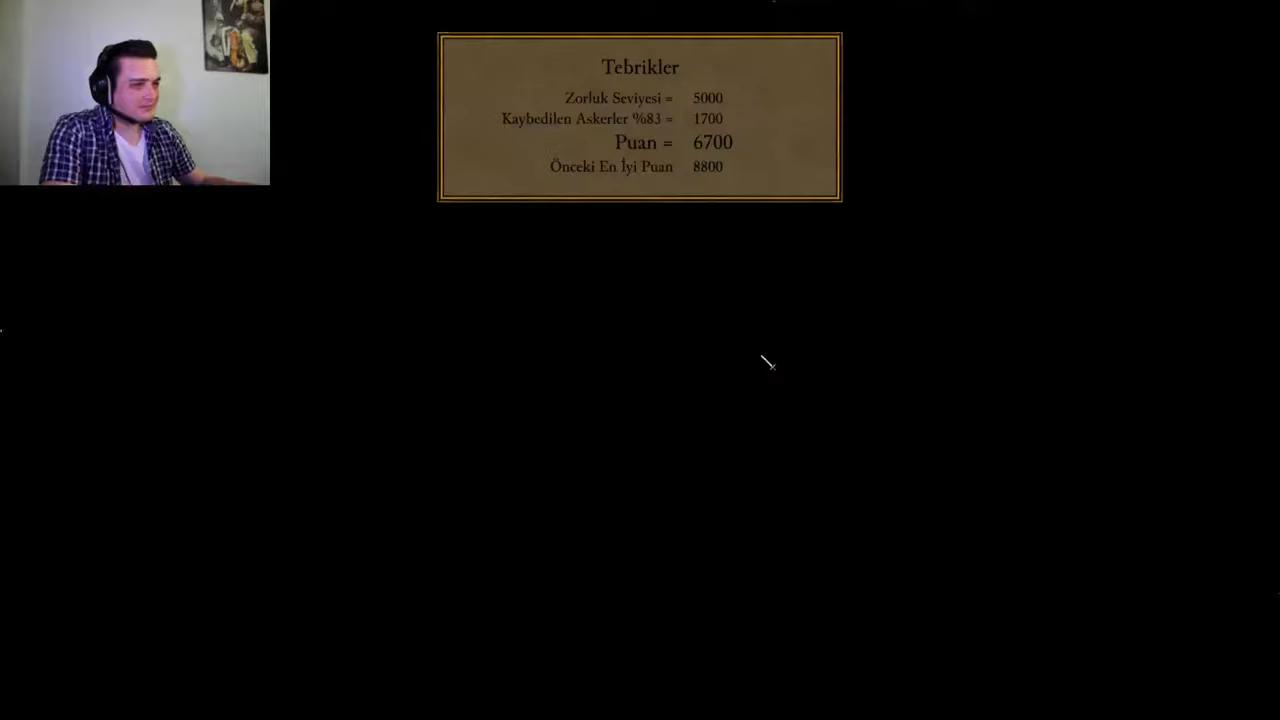 Tebrikler
Zorluk Seviyesi = 5000
Kaybedilen Askerler %83 = 1700
Puan = 6700
Önceki En İyi Puan 8800